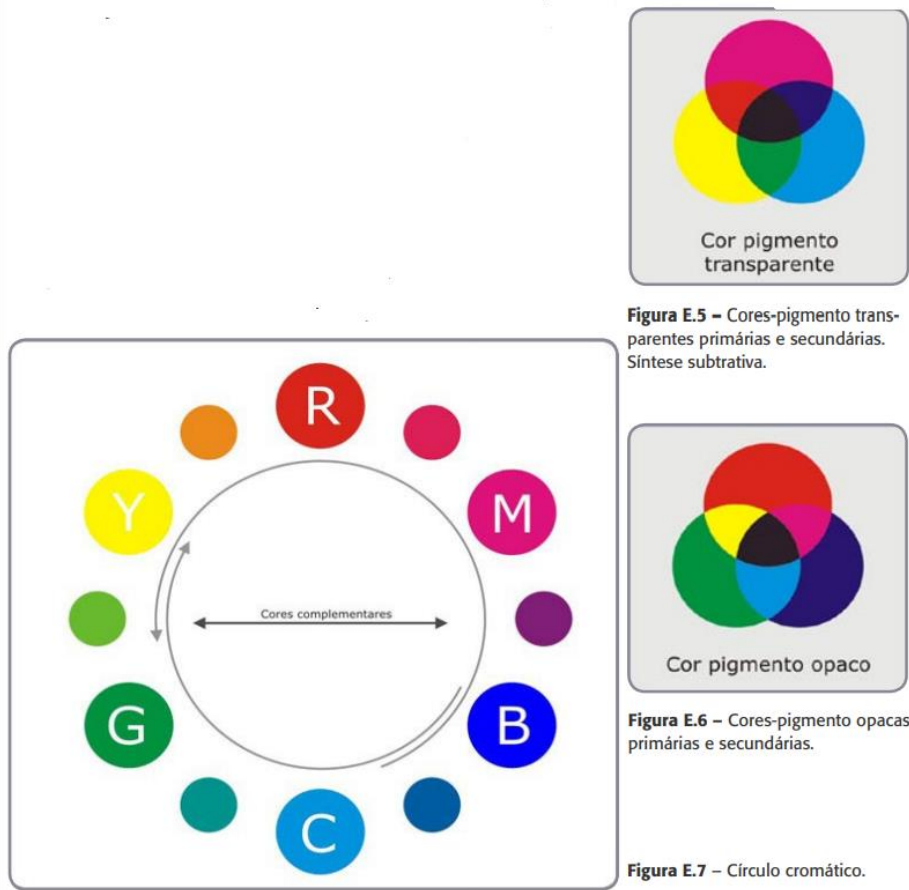 Cor pigmento
transparente
Figura E.5 – Cores-pigmento trans-
parentes primárias e secundárias.
Síntese subtrativa.
R
M
B
C
G
Y
Cores complementares
Cor pigmento opaco
Figura E.6 – Cores-pigmento opacas
primárias e secundárias.
Figura E.7 – Círculo cromático.